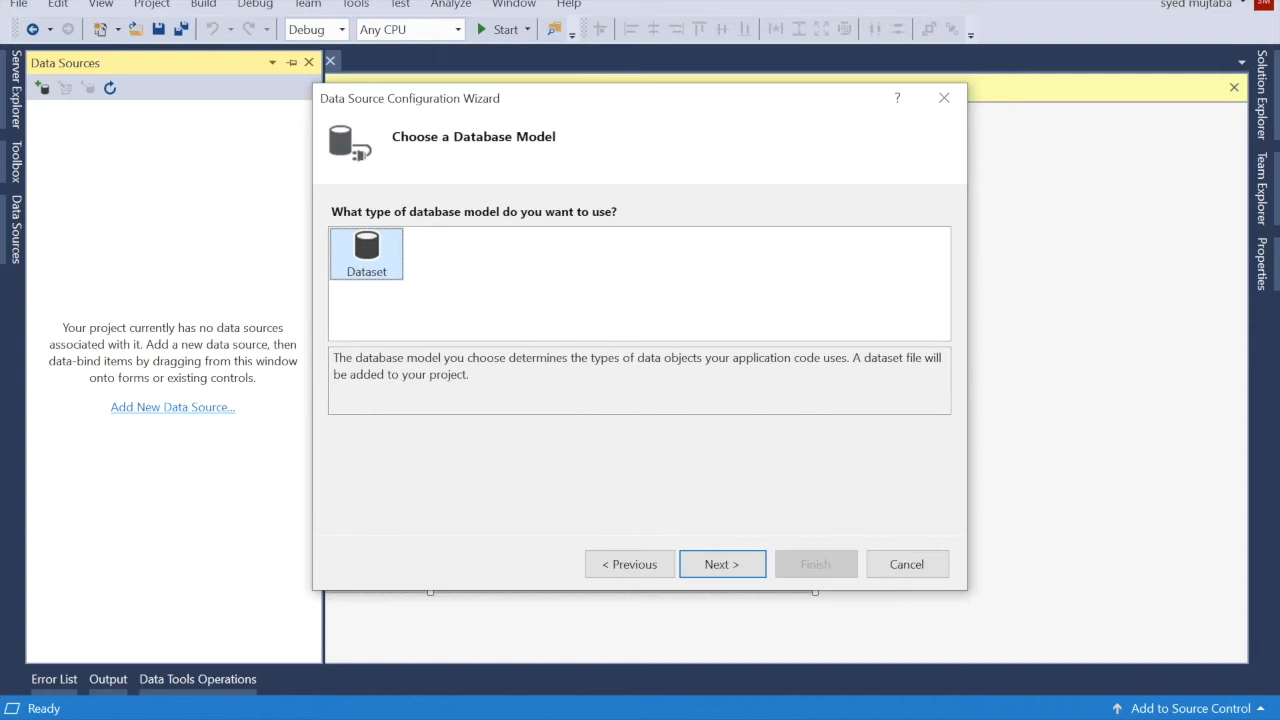 File Edit View Project Build Debug Team Tools Test Analyze Window Help syed mujtaba SM
Debug Any CPU Start
Data Sources
Server Explorer
Toolbox
Data Sources
Your project currently has no data sources
associated with it. Add a new data source, then
data-bind items by dragging from this window
onto forms or existing controls.
Add New Data Source...
Data Source Configuration Wizard ?
Choose a Database Model
What type of database model do you want to use?
Dataset
The database model you choose determines the types of data objects your application code uses. A dataset file will
be added to your project.
< Previous Next > Finish Cancel
Solution Explorer
Team Explorer
Properties
Error List Output Data Tools Operations
Ready Add to Source Control